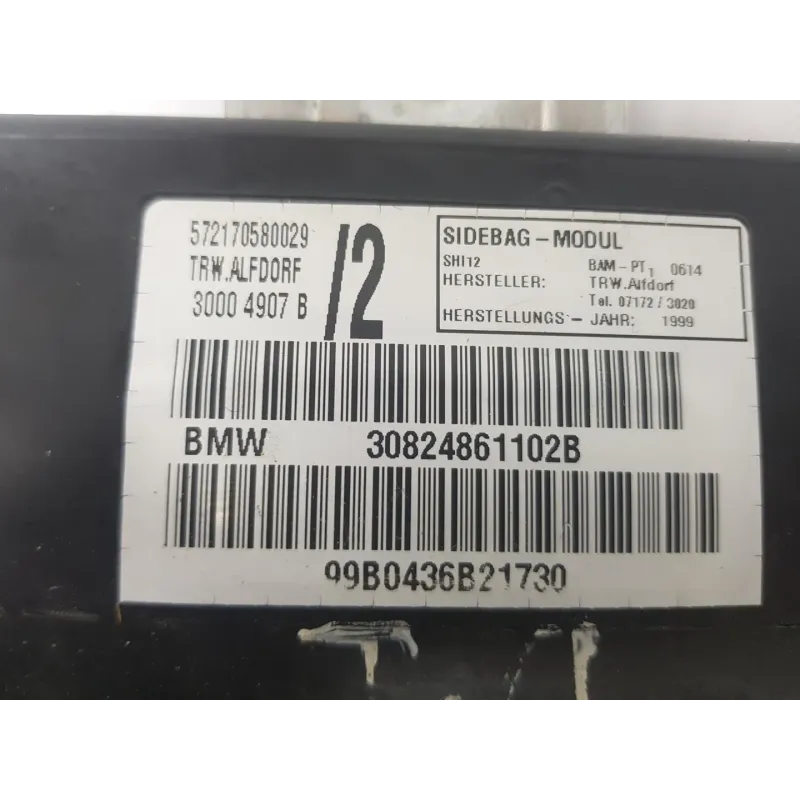 572170580029
TRW.ALFDORF
3000 4907 B
/2
SIDEBAG-MODUL
SHI12 BAM-PT1 0614
HERSTELLER: TRW.Alfdorf
Tel. 07172 / 3020
HERSTELLUNGS - JAHR: 1999
BMW 30824861102B
99B0436B21730